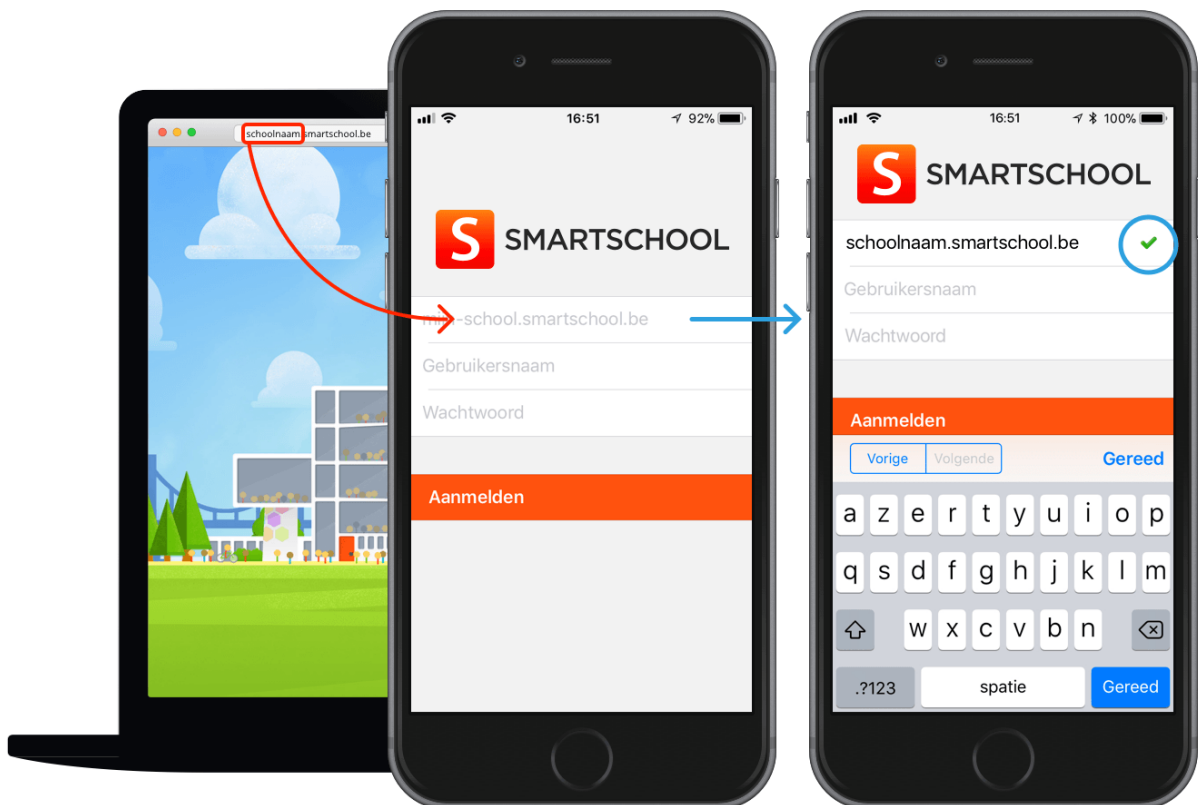 schoolnaam.smartschool.be
16:51
92%
S SMARTSCHOOL
-school.smartschool.be
Gebruikersnaam
Wachtwoord
Aanmelden
16:51
100%
S SMARTSCHOOL
schoolnaam.smartschool.be
Gebruikersnaam
Wachtwoord
Aanmelden
Vorige Volgende Gereed
a z e r t y u i o p
q s d f g h j k l m
w x c v b n
.?123 spatie Gereed